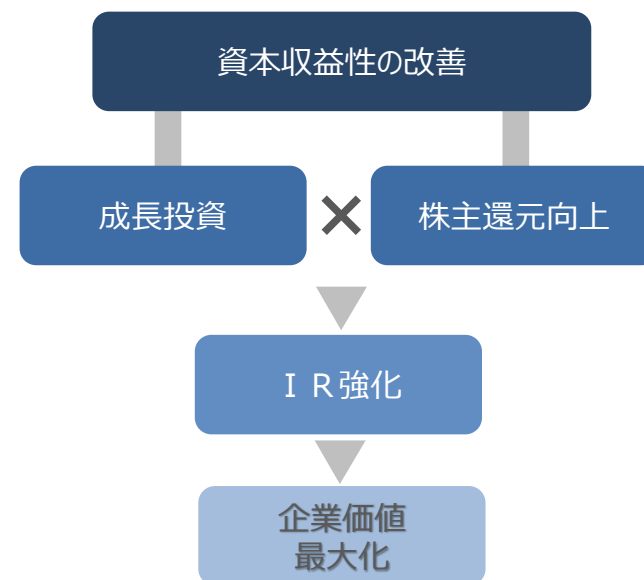 資本収益性の改善
成長投資
×
株主還元向上
ＩＲ強化
企業価値
最大化